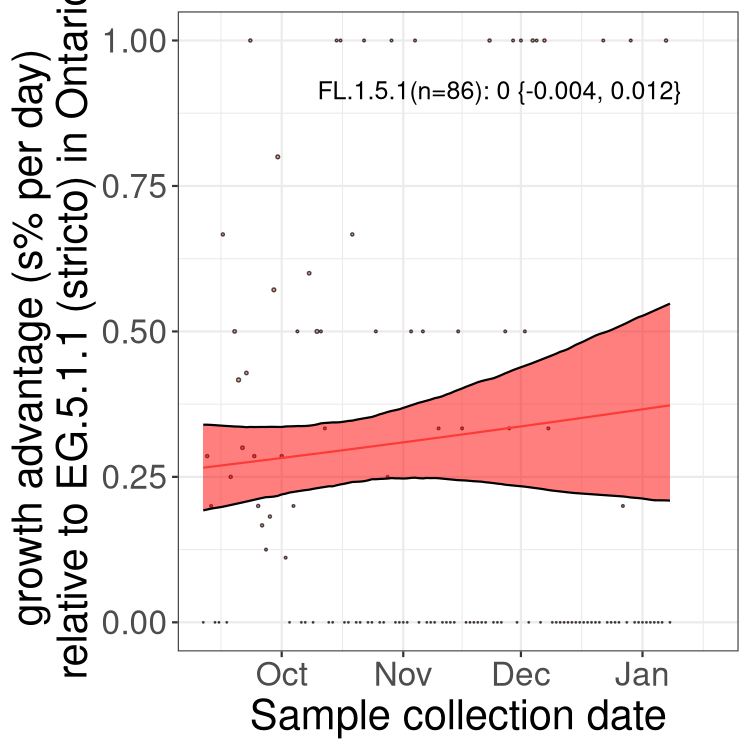 growth advantage (s% per day)
relative to EG.5.1.1 (stricto) in Ontario
1.00
0.75
0.50
0.25
0.00
FL.1.5.1(n=86): 0 {-0.004, 0.012}
Oct Nov Dec Jan
Sample collection date